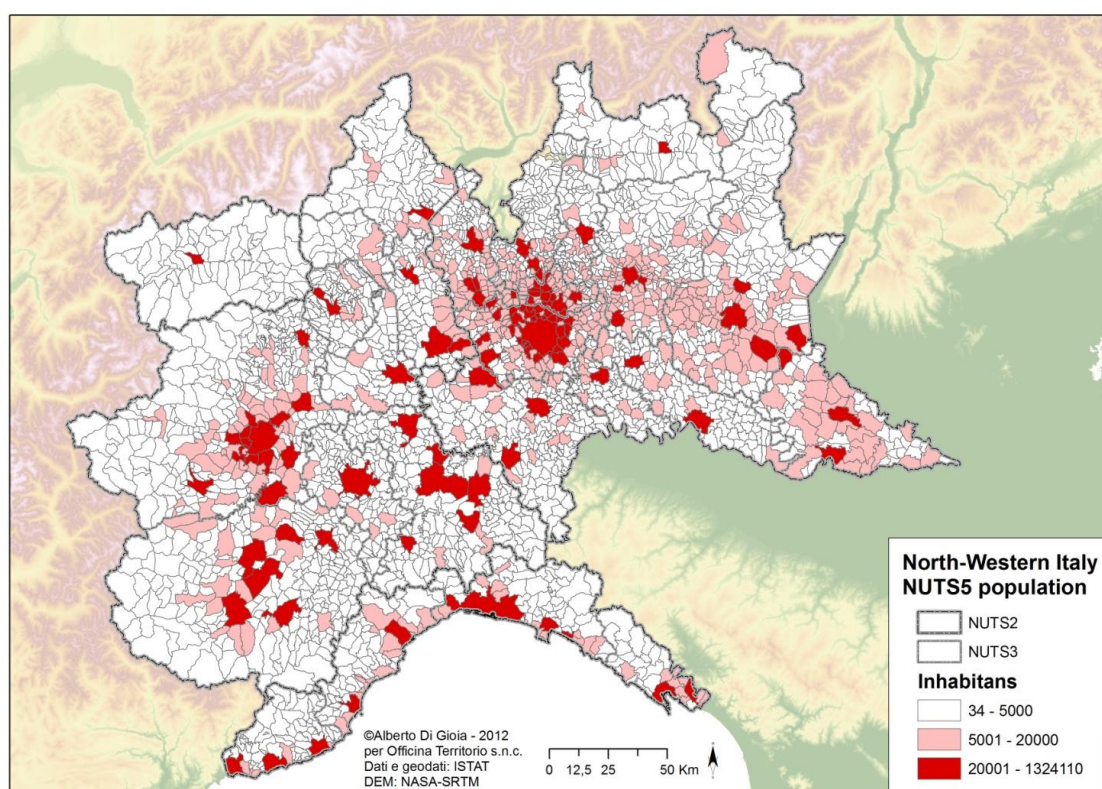 North-Western Italy
NUTS5 population
NUTS2
NUTS3
Inhabitans
34 - 5000
5001 - 20000
20001 - 1324110
©Alberto Di Gioia - 2012
per Officina Territorio s.n.c.
Dati e geodati: ISTAT
DEM: NASA-SRTM
0 12,5 25 50 Km